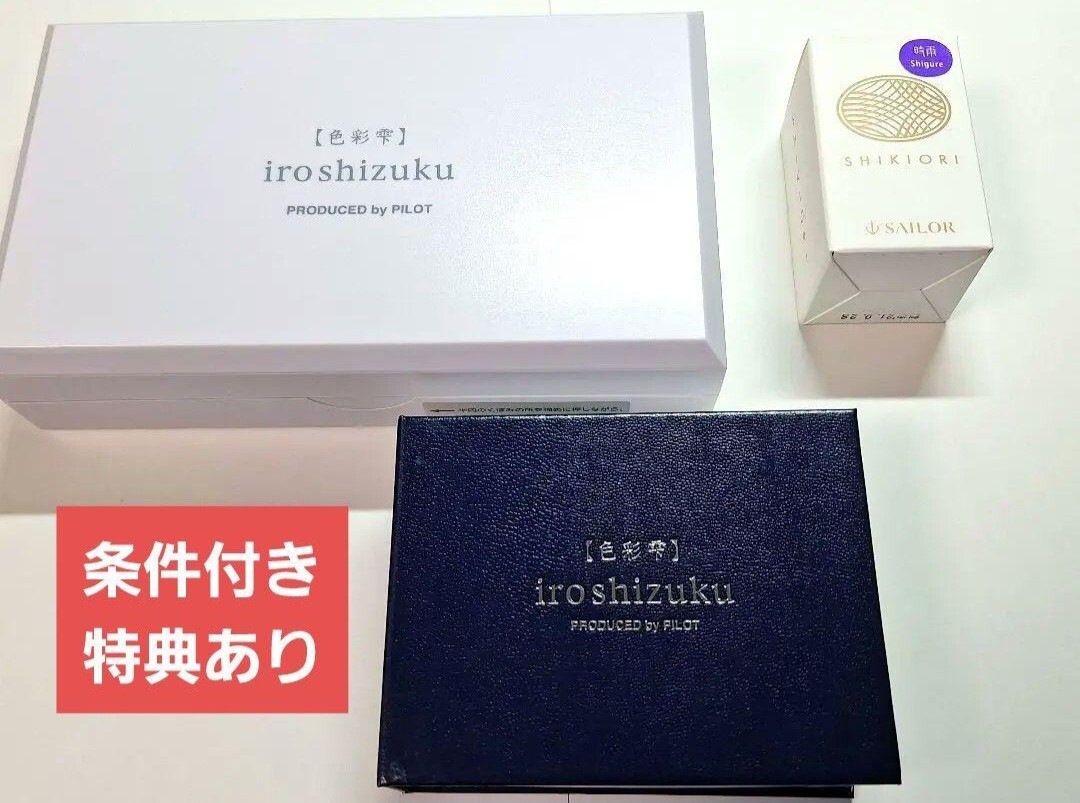 【色彩雫】
iroshizuku
PRODUCED by PILOT
時雨
Shigure
SHIKIORI
SAILOR
【色彩雫】
iroshizuku
PRODUCED by PILOT
条件付き
特典あり